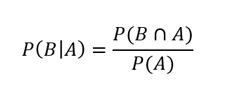 P(B|A) = P(B ∩ A) / P(A)